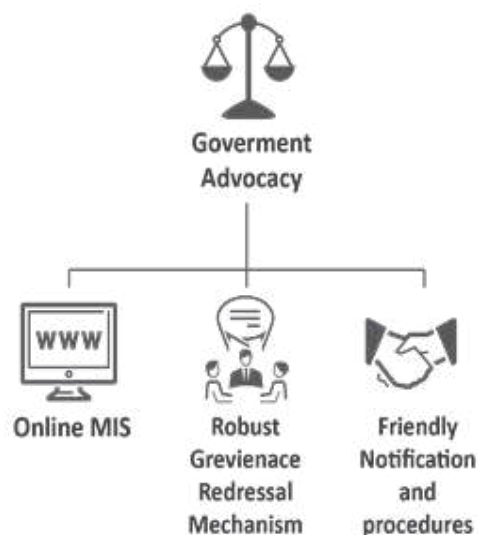 Goverment
Advocacy
WWW
Online MIS
Robust
Grevienace
Redressal
Mechanism
Friendly
Notification
and
procedures